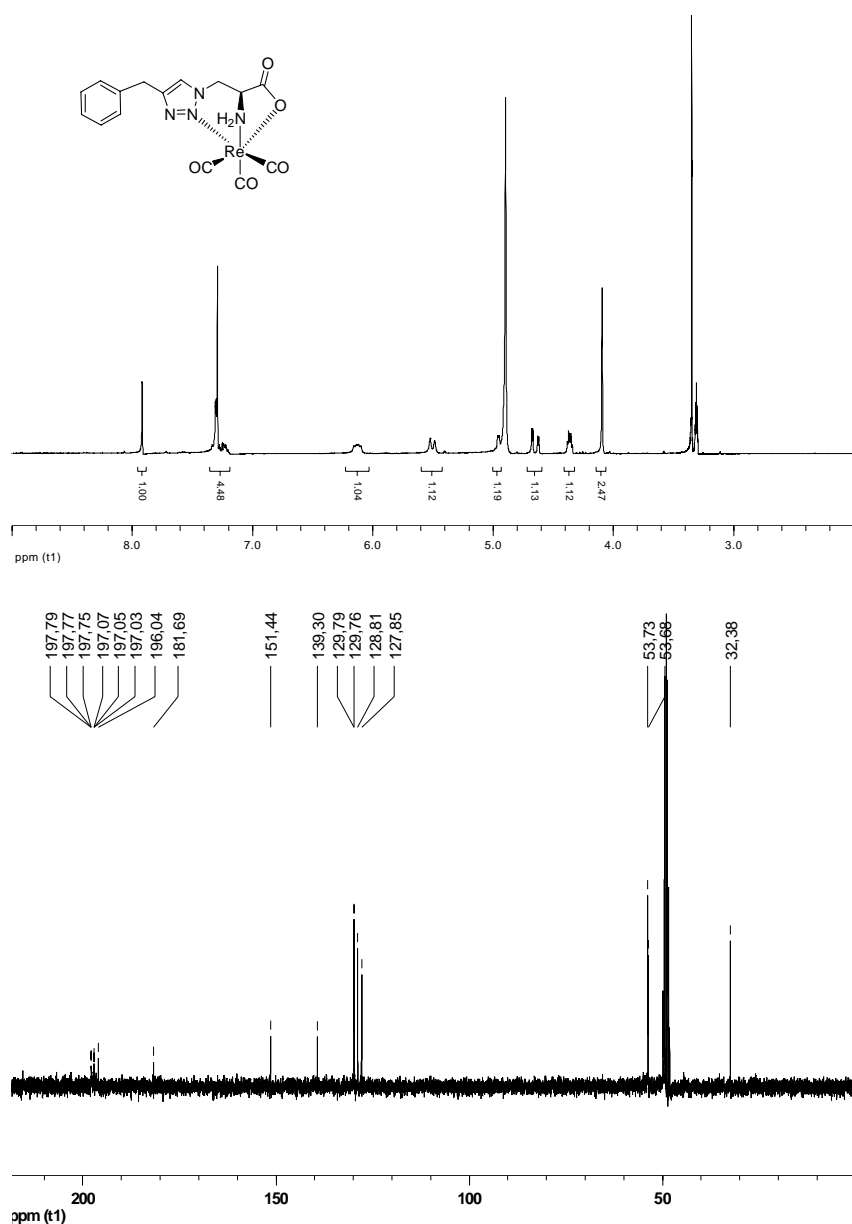 O
N
O
N=N
H₂N
Re
OC
CO
CO
1.00
4.48
1.04
1.12
1.19
1.13
1.12
2.47
8.0 7.0 6.0 5.0 4.0 3.0
ppm (t1)
197,79
197,77
197,75
197,07
197,05
197,03
196,04
181,69
151,44
139,30
129,79
129,76
128,81
127,85
53,73
53,68
32,38
200 150 100 50
ppm (t1)